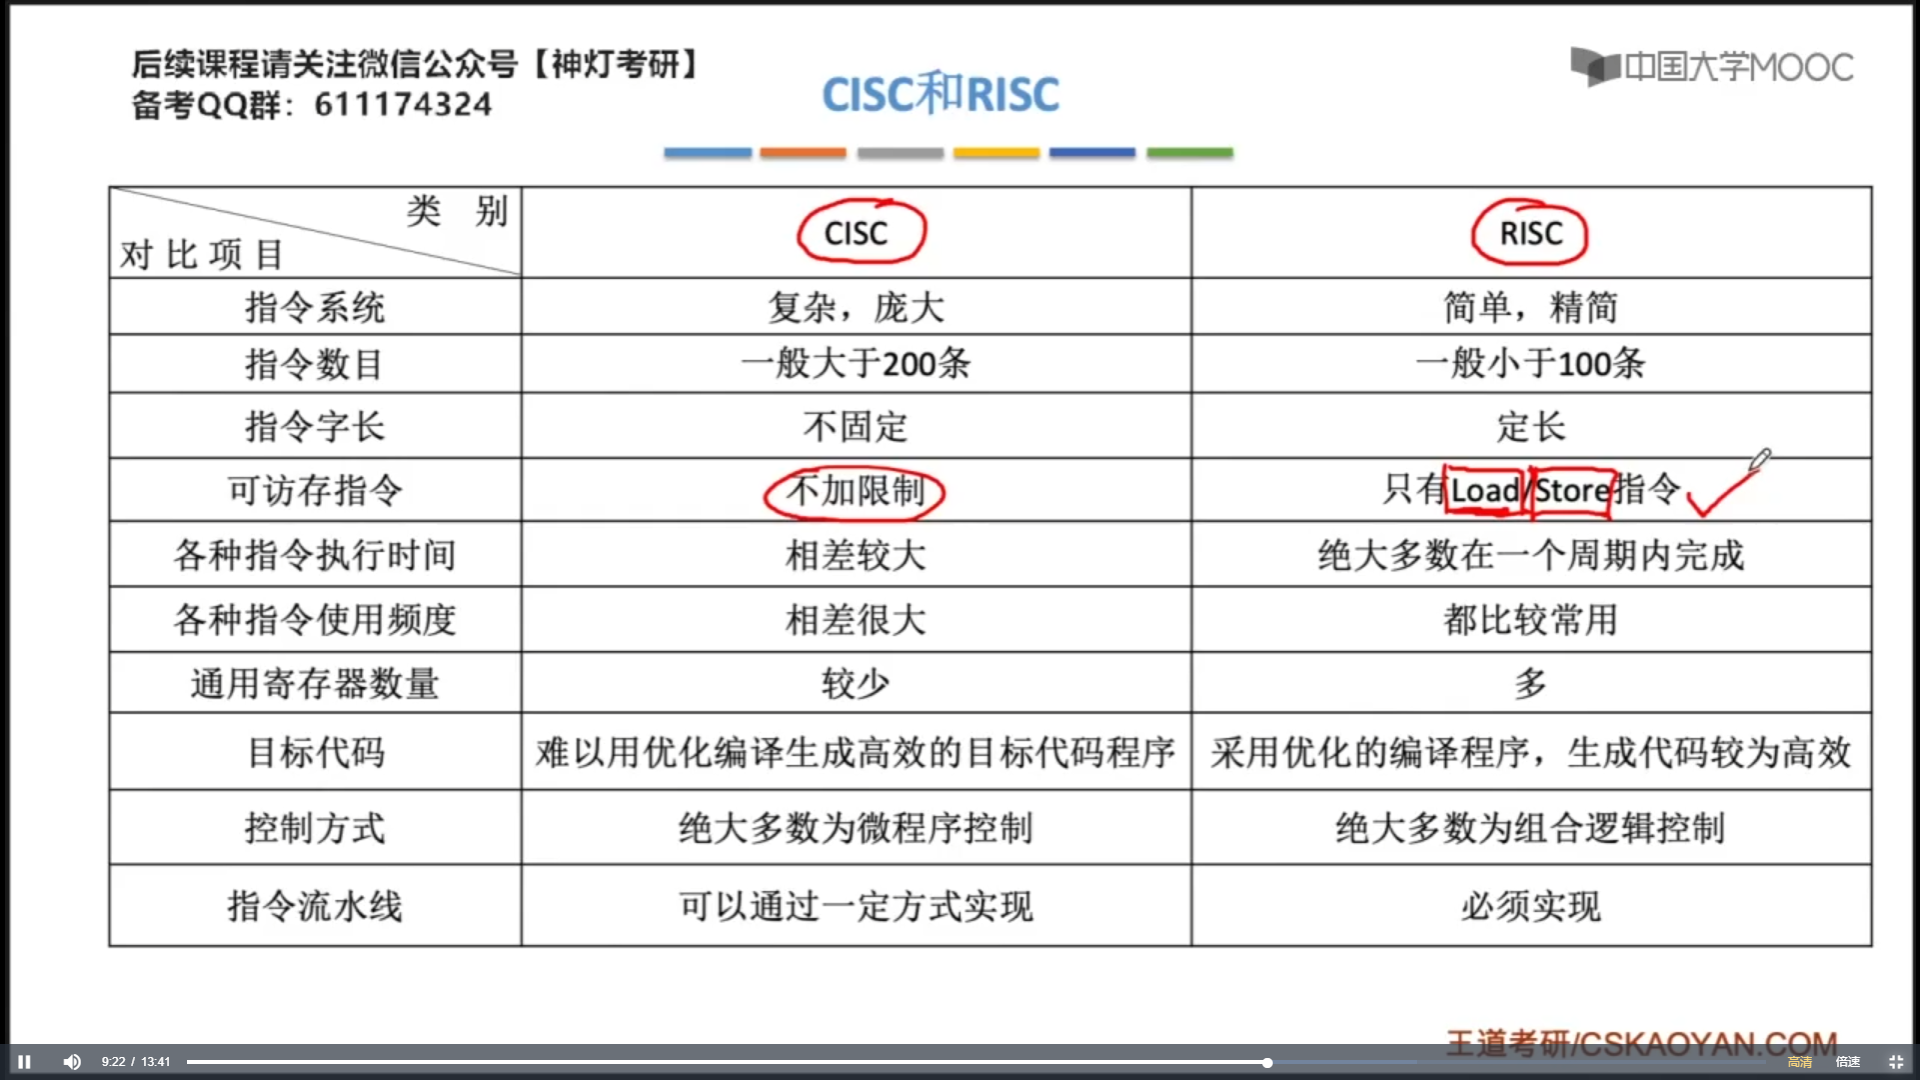 后续课程请关注微信公众号【神灯考研】
备考QQ群：611174324
CISC和RISC
中国大学MOOC
类 别
对比项目
CISC
RISC
指令系统
复杂，庞大
简单，精简
指令数目
一般大于200条
一般小于100条
指令字长
不固定
定长
可访存指令
不加限制
只有Load/Store指令
各种指令执行时间
相差较大
绝大多数在一个周期内完成
各种指令使用频度
相差很大
都比较常用
通用寄存器数量
较少
多
目标代码
难以用优化编译生成高效的目标代码程序
采用优化的编译程序，生成代码较为高效
控制方式
绝大多数为微程序控制
绝大多数为组合逻辑控制
指令流水线
可以通过一定方式实现
必须实现
王道考研/CSKAOYAN.COM
9:22 / 13:41
高清
倍速